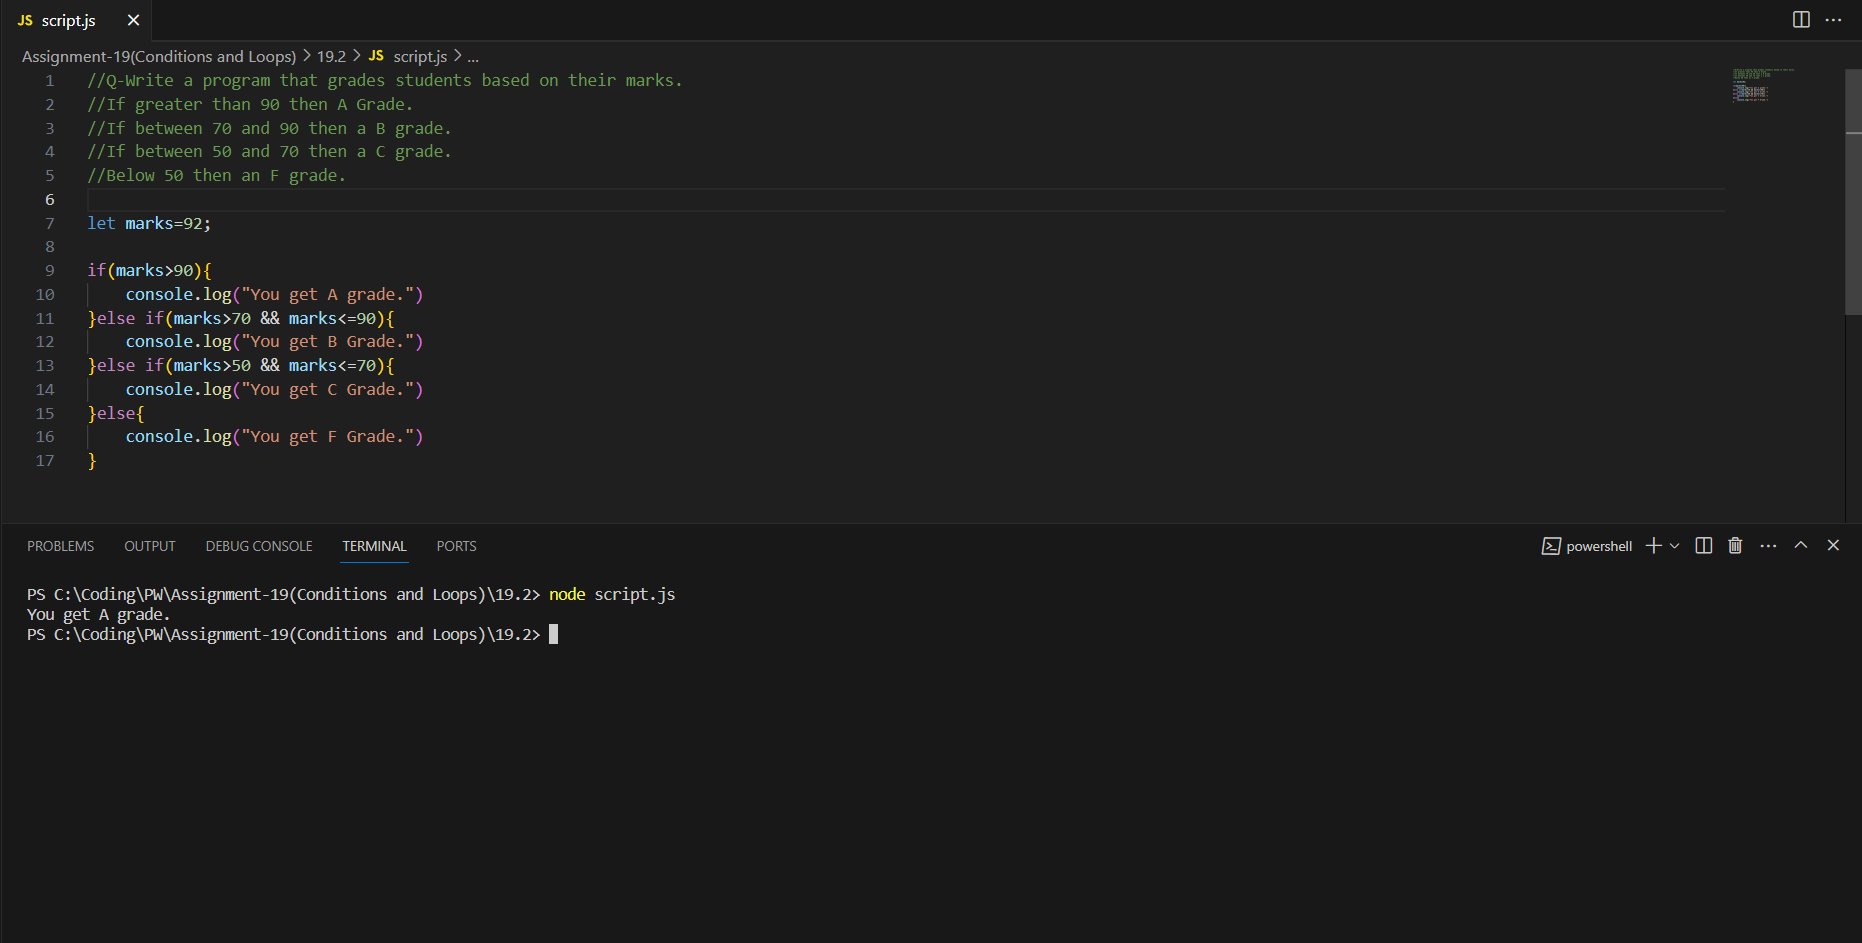 JS script.js
Assignment-19(Conditions and Loops) > 19.2 > JS script.js > ...
1 //Q-Write a program that grades students based on their marks.
2 //If greater than 90 then A Grade.
3 //If between 70 and 90 then a B grade.
4 //If between 50 and 70 then a C grade.
5 //Below 50 then an F grade.
6
7 let marks=92;
8
9 if(marks>90){
10     console.log("You get A grade.")
11 }else if(marks>70 && marks<=90){
12     console.log("You get B Grade.")
13 }else if(marks>50 && marks<=70){
14     console.log("You get C Grade.")
15 }else{
16     console.log("You get F Grade.")
17 }
PROBLEMS OUTPUT DEBUG CONSOLE TERMINAL PORTS powershell
PS C:\Coding\PW\Assignment-19(Conditions and Loops)\19.2> node script.js
You get A grade.
PS C:\Coding\PW\Assignment-19(Conditions and Loops)\19.2>